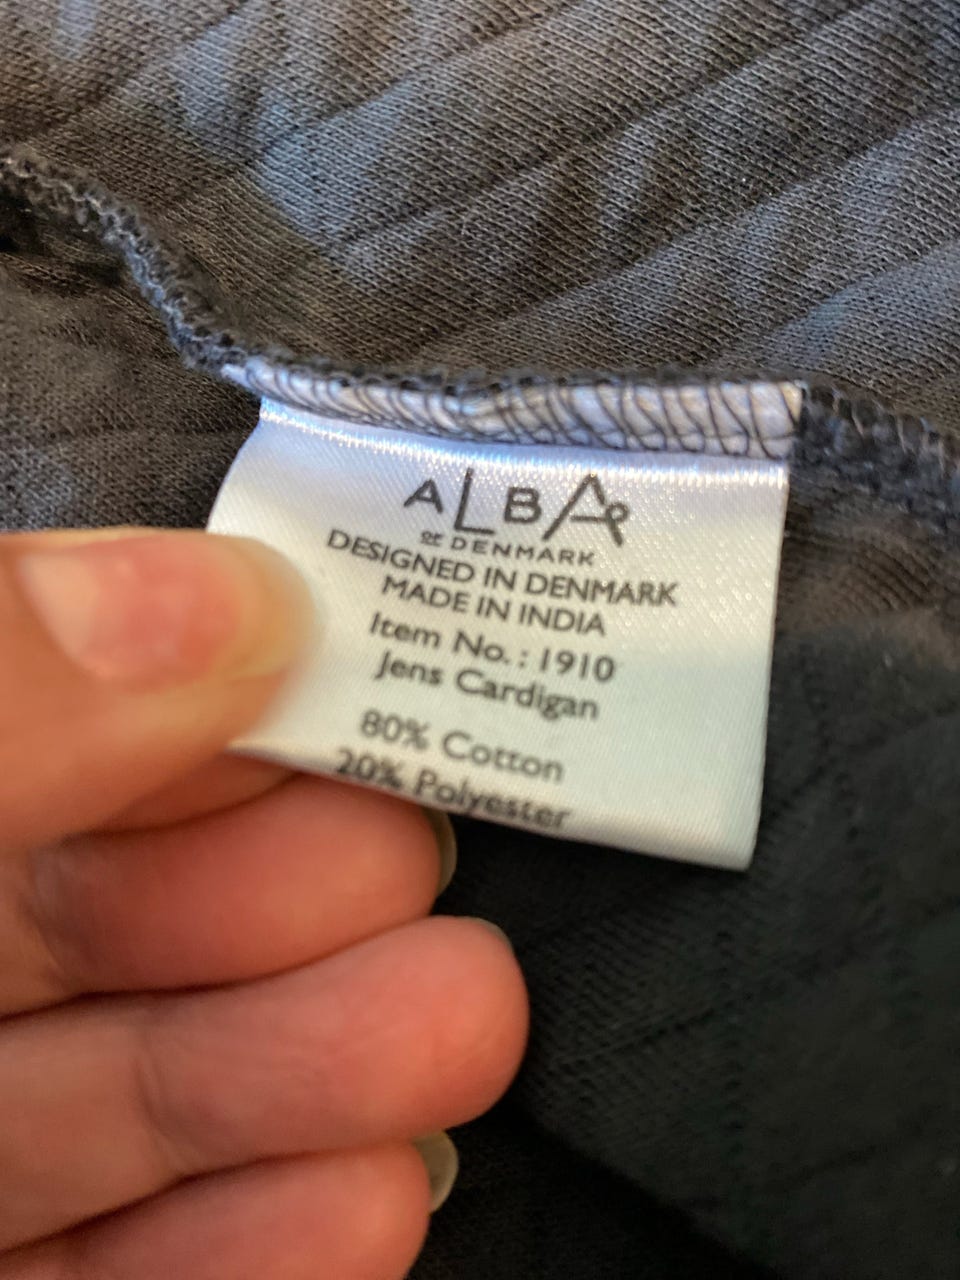 ALBA
OF DENMARK
DESIGNED IN DENMARK
MADE IN INDIA
Item No.: 1910
Jens Cardigan
80% Cotton
20% Polyester